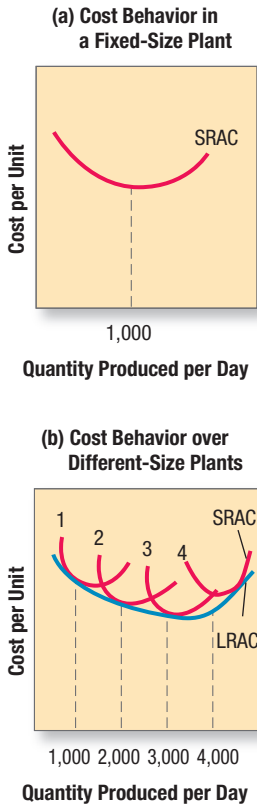 (a) Cost Behavior in
a Fixed-Size Plant
SRAC
Cost per Unit
1,000
Quantity Produced per Day
(b) Cost Behavior over
Different-Size Plants
SRAC
1
2
3
4
LRAC
Cost per Unit
1,000 2,000 3,000 4,000
Quantity Produced per Day